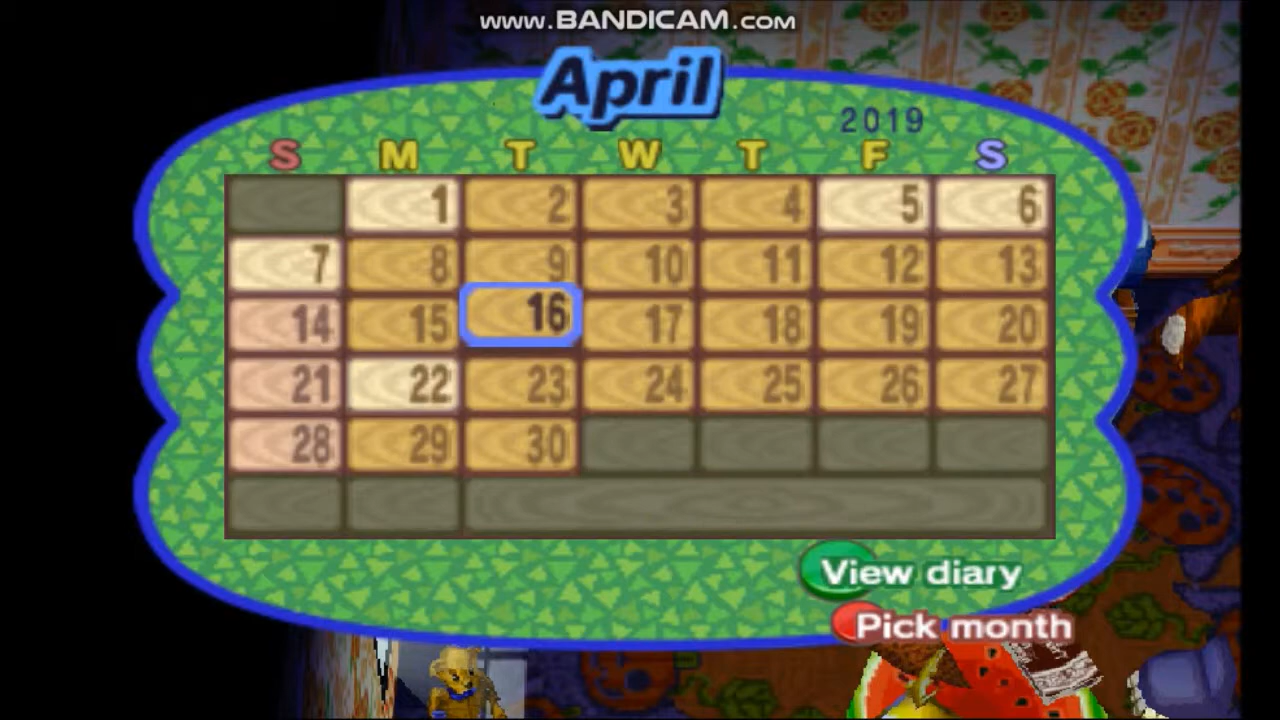 www.BANDICAM.com
April
2019
S M T W T F S
1 2 3 4 5 6
7 8 9 10 11 12 13
14 15 16 17 18 19 20
21 22 23 24 25 26 27
28 29 30
View diary
Pick month